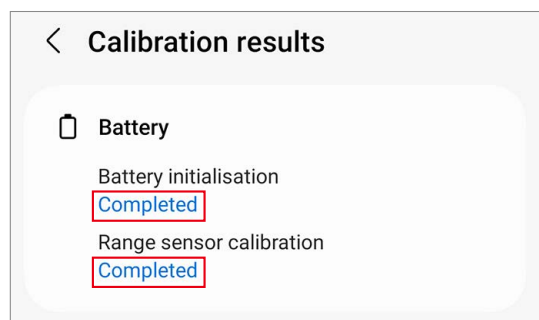 Calibration results
Battery
Battery initialisation
Completed
Range sensor calibration
Completed